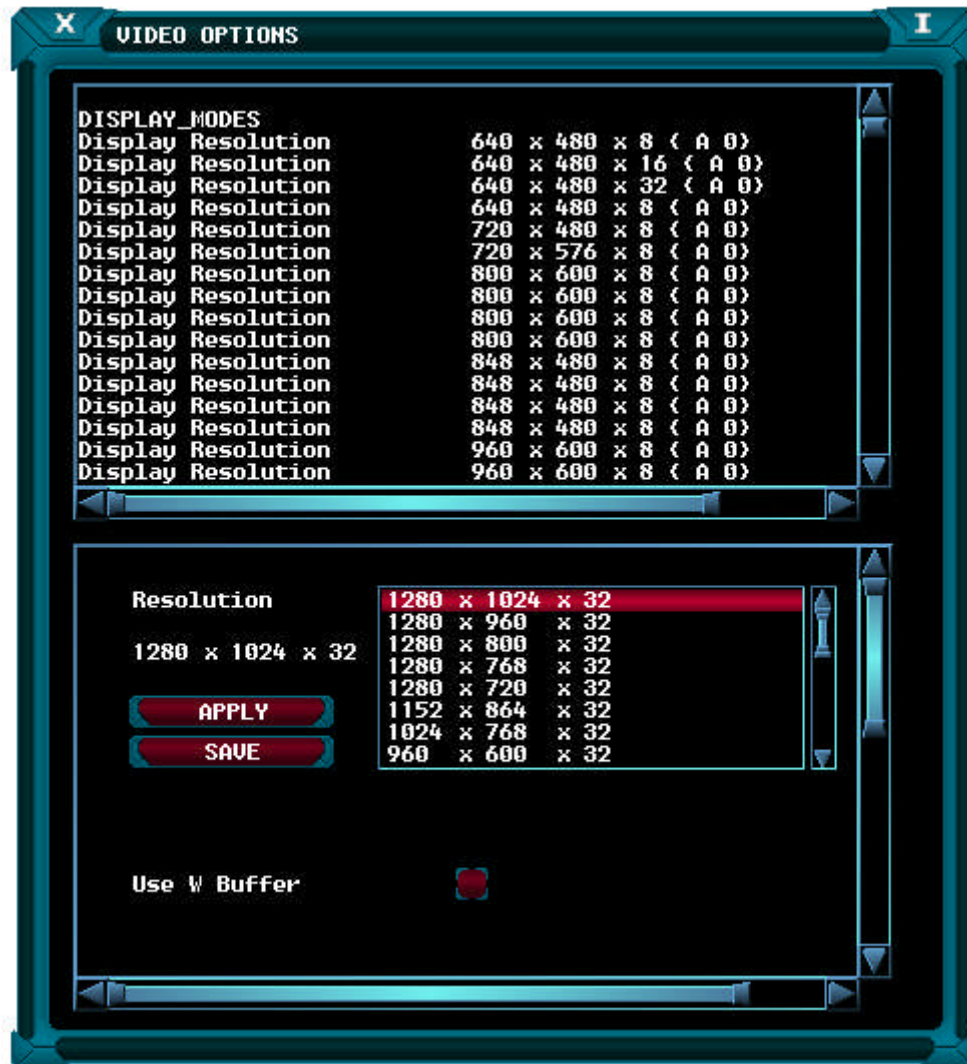 X VIDEO OPTIONS I
DISPLAY_MODES
Display Resolution 640 x 480 x 8 ( A 0)
Display Resolution 640 x 480 x 16 ( A 0)
Display Resolution 640 x 480 x 32 ( A 0)
Display Resolution 640 x 480 x 8 ( A 0)
Display Resolution 720 x 480 x 8 ( A 0)
Display Resolution 720 x 576 x 8 ( A 0)
Display Resolution 800 x 600 x 8 ( A 0)
Display Resolution 800 x 600 x 8 ( A 0)
Display Resolution 800 x 600 x 8 ( A 0)
Display Resolution 800 x 600 x 8 ( A 0)
Display Resolution 848 x 480 x 8 ( A 0)
Display Resolution 848 x 480 x 8 ( A 0)
Display Resolution 848 x 480 x 8 ( A 0)
Display Resolution 848 x 480 x 8 ( A 0)
Display Resolution 960 x 600 x 8 ( A 0)
Display Resolution 960 x 600 x 8 ( A 0)
Resolution
1280 x 1024 x 32
APPLY
SAVE
1280 x 1024 x 32
1280 x 960 x 32
1280 x 800 x 32
1280 x 768 x 32
1280 x 720 x 32
1152 x 864 x 32
1024 x 768 x 32
960 x 600 x 32
Use W Buffer